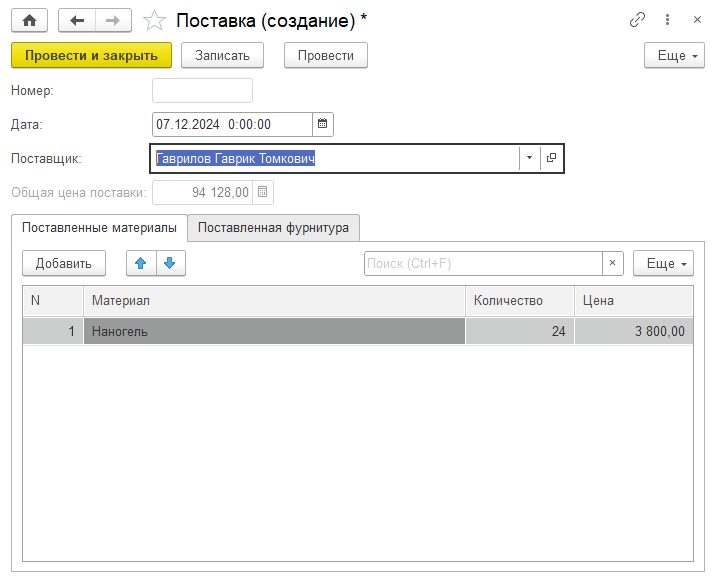 Поставка (создание) *
Провести и закрыть Записать Провести Еще
Номер:
Дата: 07.12.2024 0:00:00
Поставщик: Гаврилов Гаврик Томкович
Общая цена поставки: 94 128,00
Поставленные материалы Поставленная фурнитура
Добавить Поиск (Ctrl+F) × Еще
N Материал Количество Цена
1 Наногель 24 3 800,00